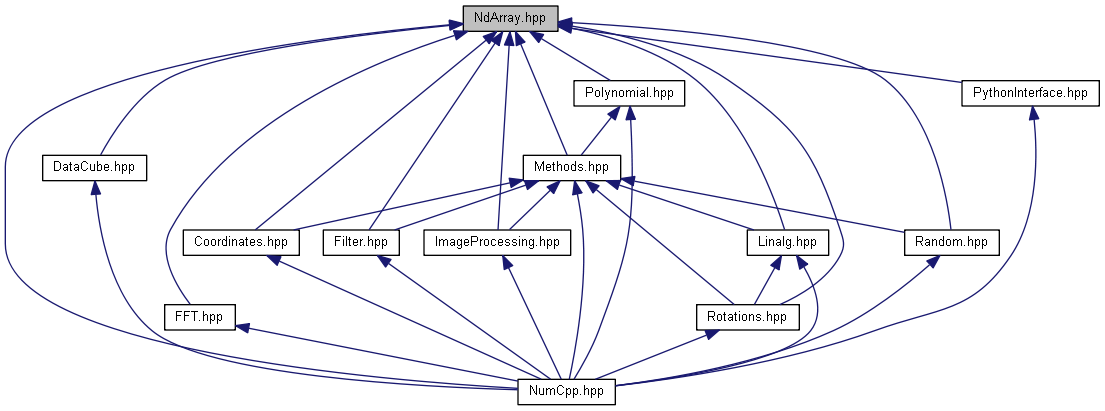 NdArray.hpp
Polynomial.hpp
PythonInterface.hpp
DataCube.hpp
Methods.hpp
Coordinates.hpp
Filter.hpp
ImageProcessing.hpp
Linalg.hpp
Random.hpp
FFT.hpp
Rotations.hpp
NumCpp.hpp